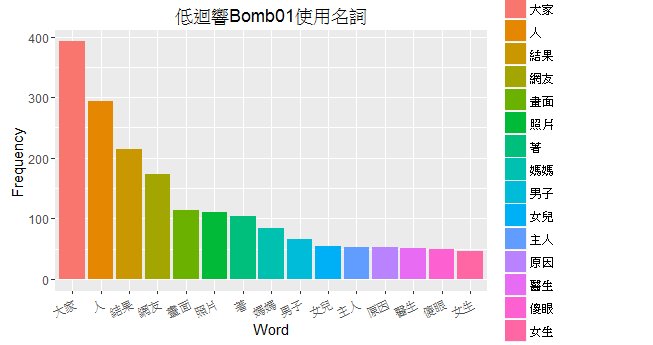 低迴響Bomb01使用名詞
Frequency
400
300
200
100
0
大家 人 結果 網友 畫面 照片 著 媽媽 男子 女兒 主人 原因 醫生 傻眼 女生
Word
大家
人
結果
網友
畫面
照片
著
媽媽
男子
女兒
主人
原因
醫生
傻眼
女生